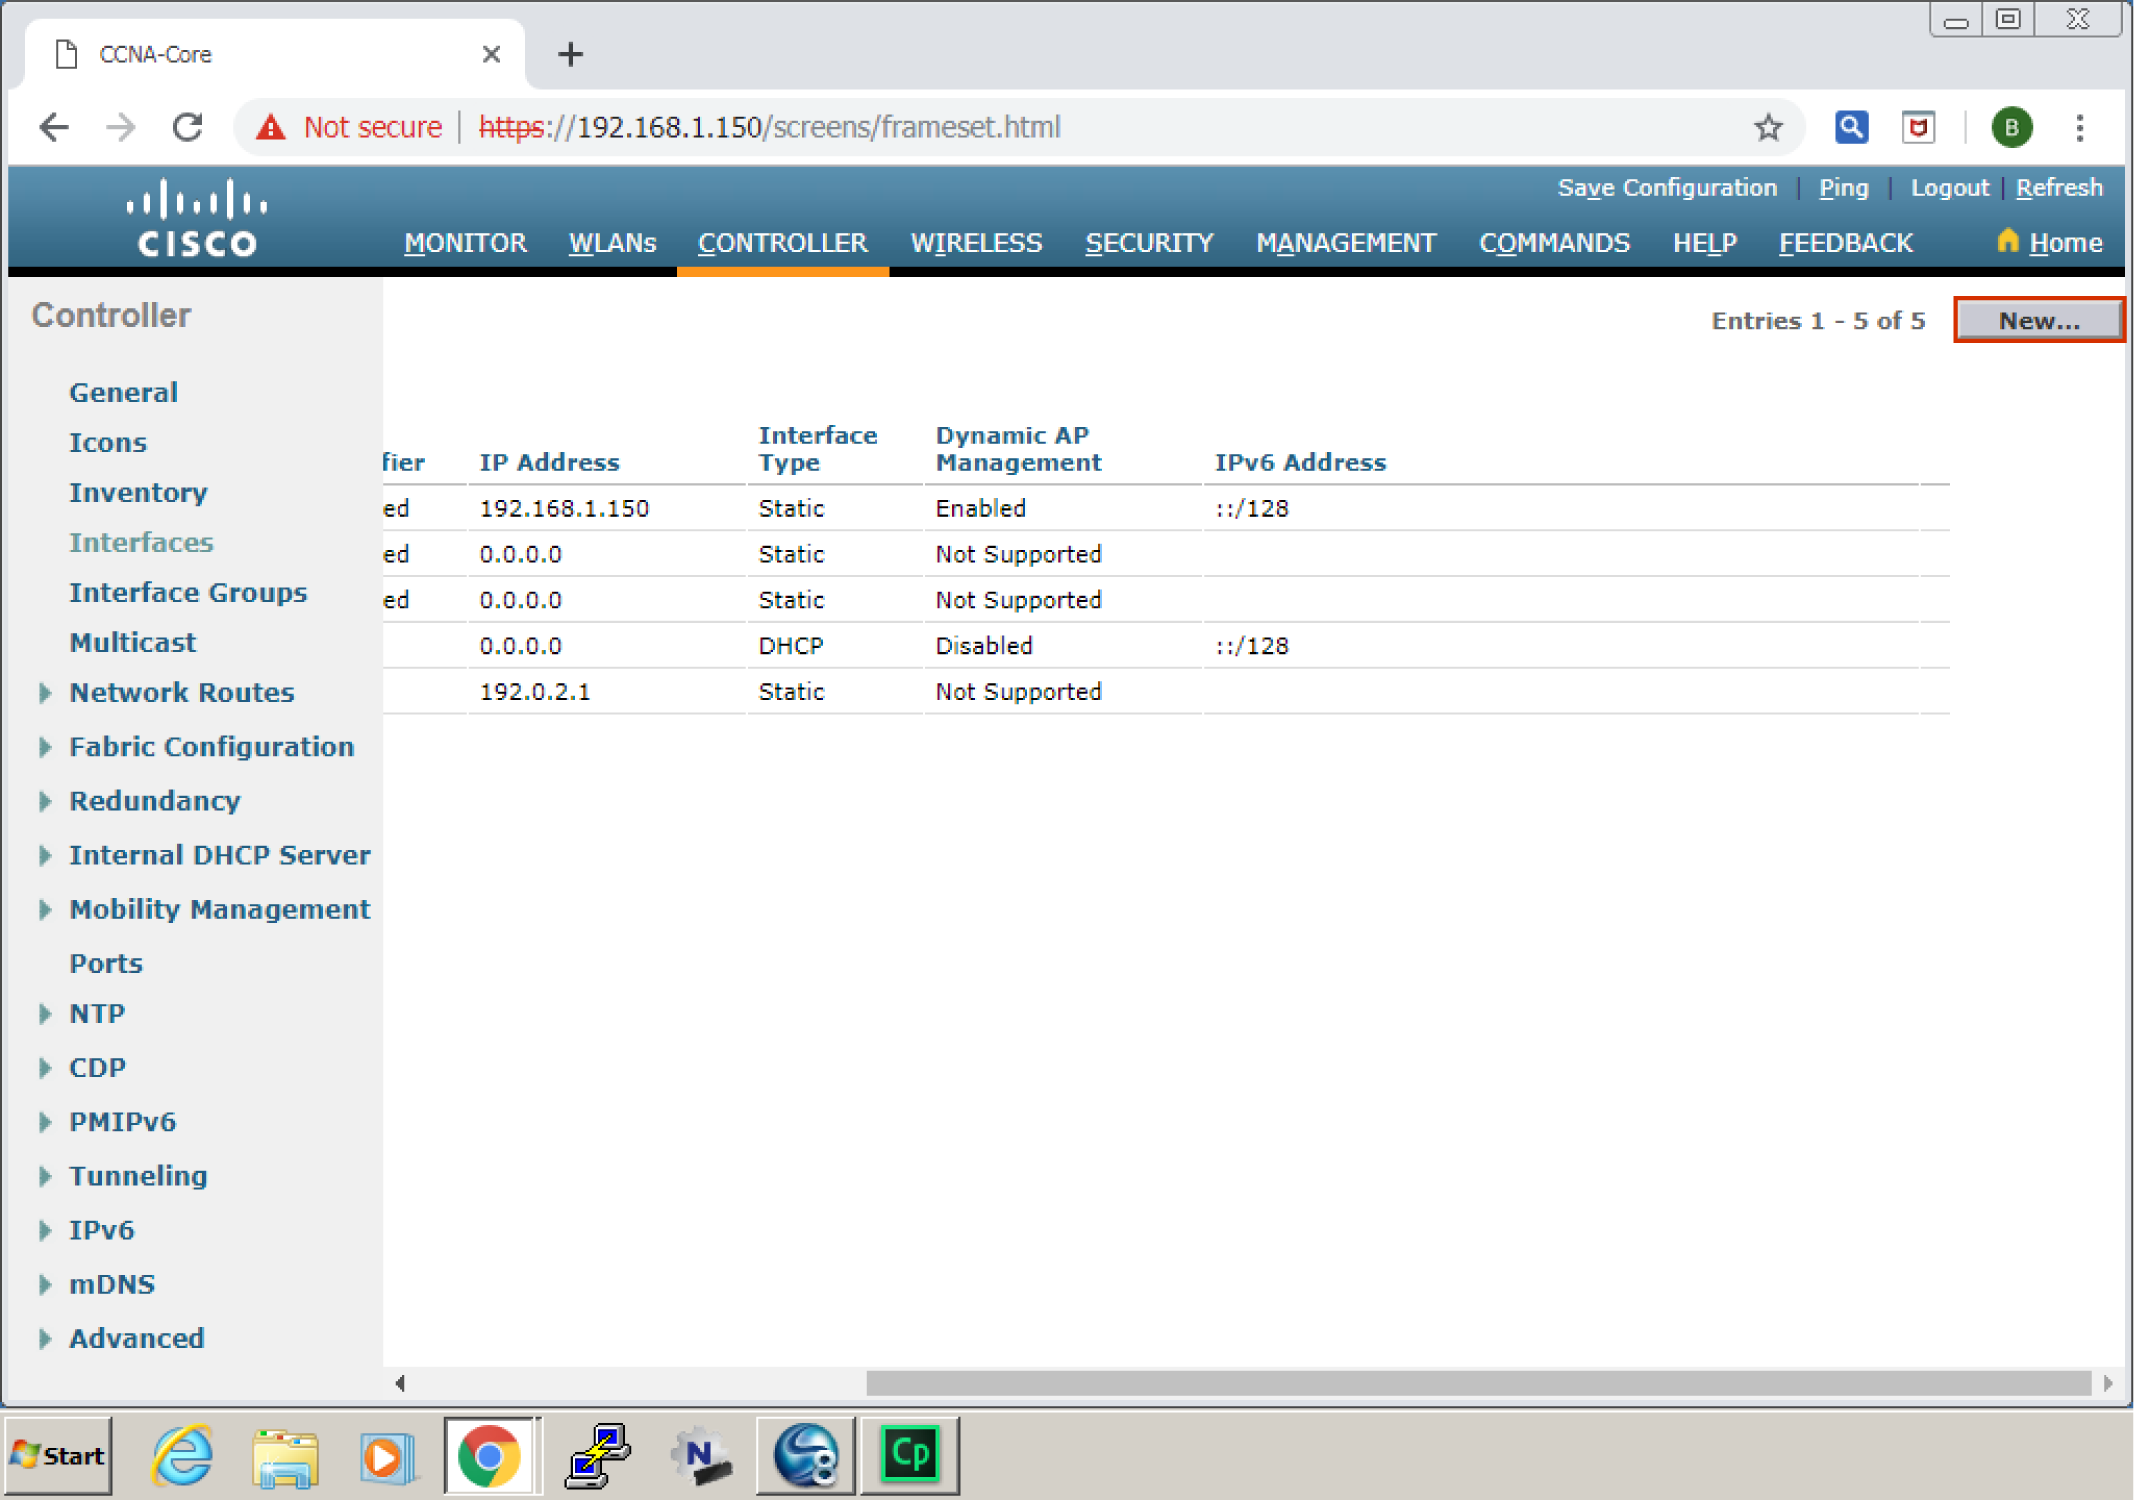 CCNA-Core
Not secure | https://192.168.1.150/screens/frameset.html
B
Save Configuration | Ping | Logout | Refresh
CISCO
MONITOR WLANs CONTROLLER WIRELESS SECURITY MANAGEMENT COMMANDS HELP FEEDBACK Home
Controller
Entries 1 - 5 of 5 New...
General
Icons
Inventory
Interfaces
Interface Groups
Multicast
Network Routes
Fabric Configuration
Redundancy
Internal DHCP Server
Mobility Management
Ports
NTP
CDP
PMIPv6
Tunneling
IPv6
mDNS
Advanced
fier IP Address Interface Type Dynamic AP Management IPv6 Address
ed 192.168.1.150 Static Enabled ::/128
ed 0.0.0.0 Static Not Supported
ed 0.0.0.0 Static Not Supported
0.0.0.0 DHCP Disabled ::/128
192.0.2.1 Static Not Supported
Start
N
8
Cp